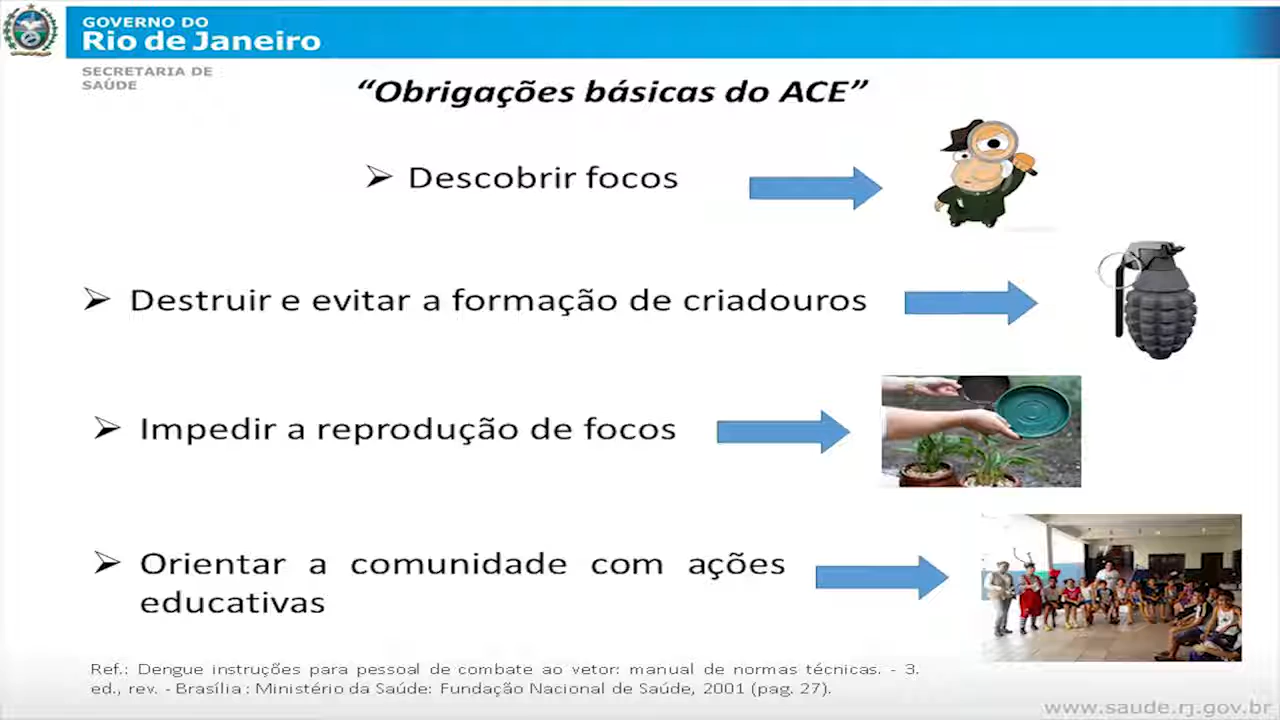 GOVERNO DO
Rio de Janeiro
SECRETARIA DE
SAÚDE
“Obrigações básicas do ACE”
➢ Descobrir focos
➢ Destruir e evitar a formação de criadouros
➢ Impedir a reprodução de focos
➢ Orientar a comunidade com ações
educativas
Ref.: Dengue instruções para pessoal de combate ao vetor: manual de normas técnicas. - 3.
ed., rev. - Brasília : Ministério da Saúde: Fundação Nacional de Saúde, 2001 (pag. 27).
www.saude.rj.gov.br